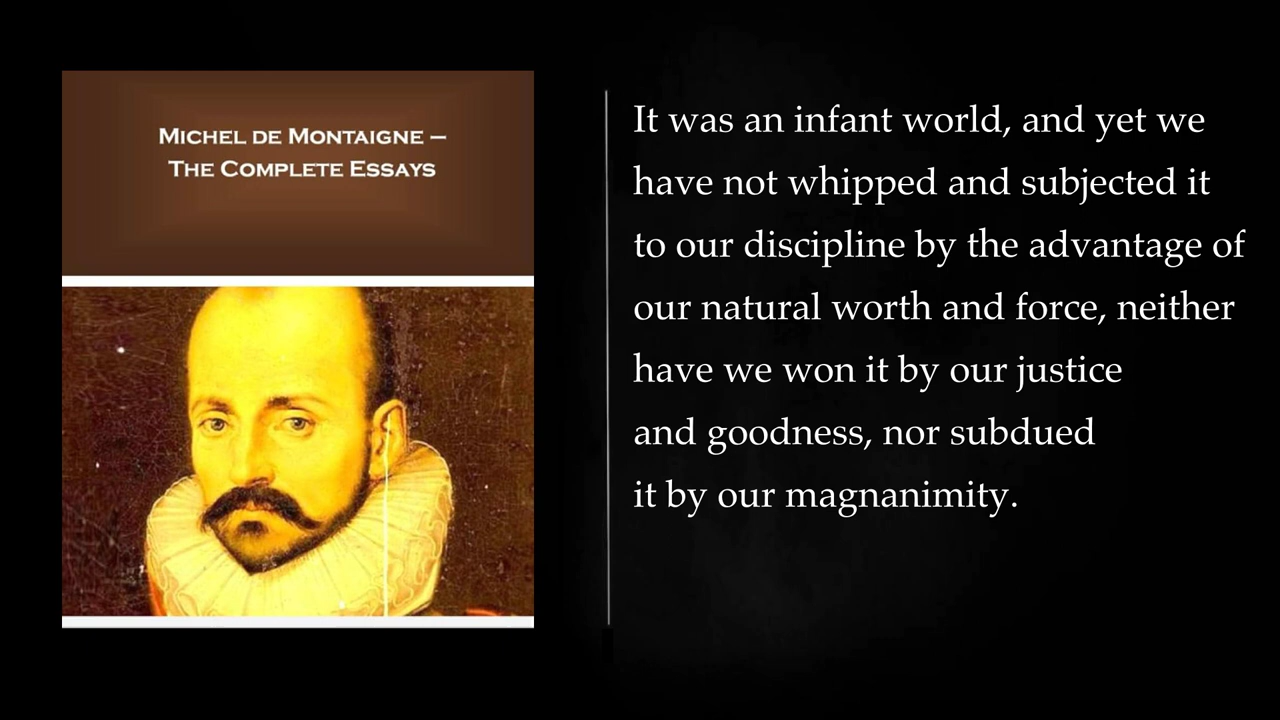 Michel de Montaigne –
The Complete Essays
It was an infant world, and yet we
have not whipped and subjected it
to our discipline by the advantage of
our natural worth and force, neither
have we won it by our justice
and goodness, nor subdued
it by our magnanimity.